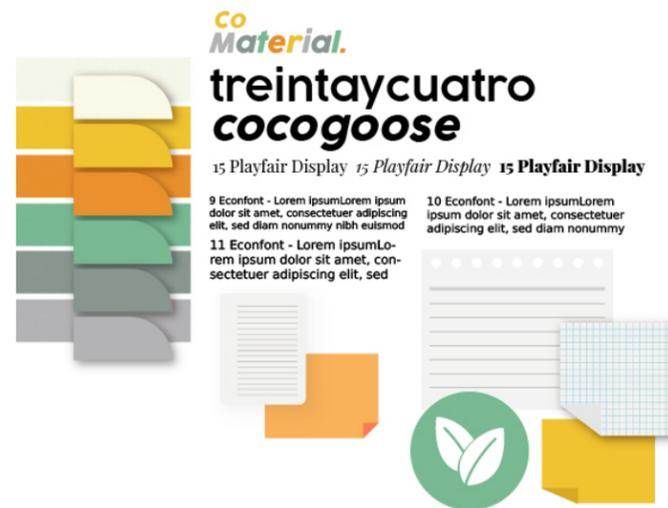 Co
Material.
treintaycuatro
cocogoose
15 Playfair Display 15 Playfair Display 15 Playfair Display
9 Econfont - Lorem ipsumLorem ipsum
dolor sit amet, consectetuer adipiscing
elit, sed diam nonummy nibh euismod
11 Econfont - Lorem ipsumLo-
rem ipsum dolor sit amet, con-
sectetuer adipiscing elit, sed
10 Econfont - Lorem ipsumLorem
ipsum dolor sit amet, consectetuer
adipiscing elit, sed diam nonummy